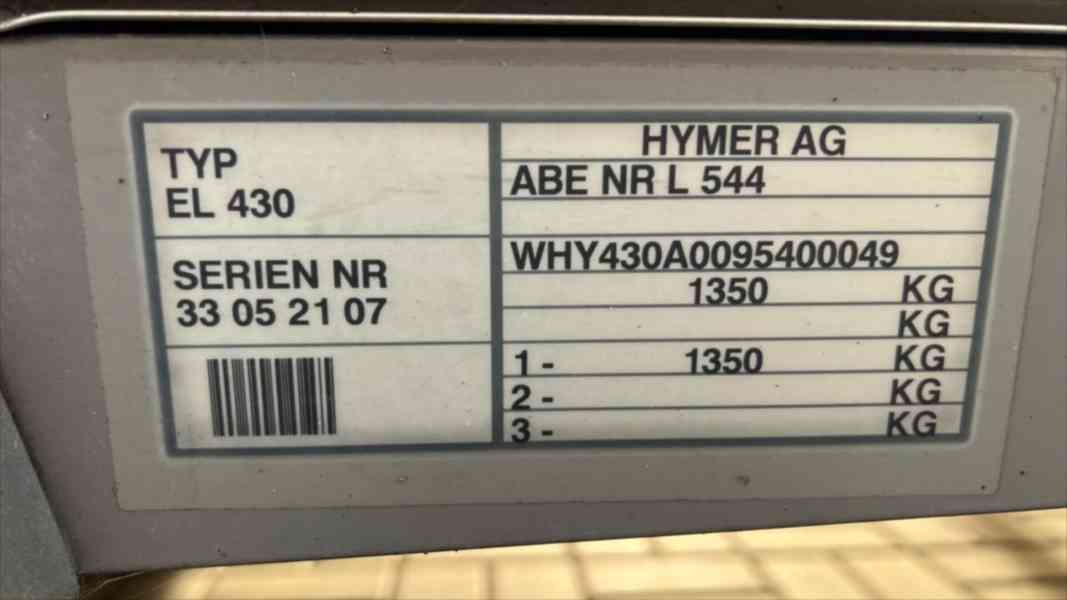 TYP
EL 430
SERIEN NR
33 05 21 07
HYMER AG
ABE NR L 544
WHY430A0095400049
1350 KG
KG
1 - 1350 KG
2 - KG
3 - KG